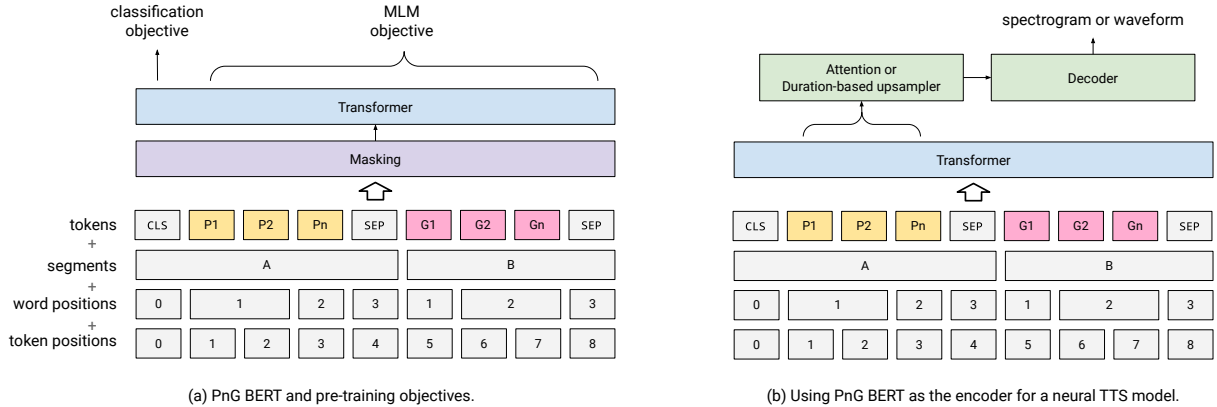 classification
objective
MLM
objective
Transformer
Masking
tokens
CLS P1 P2 Pn SEP G1 G2 Gn SEP
+
segments
A B
+
word positions
0 1 2 3 1 2 3
+
token positions
0 1 2 3 4 5 6 7 8
(a) PnG BERT and pre-training objectives.
spectrogram or waveform
Attention or
Duration-based upsampler
Decoder
Transformer
CLS P1 P2 Pn SEP G1 G2 Gn SEP
A B
0 1 2 3 1 2 3
0 1 2 3 4 5 6 7 8
(b) Using PnG BERT as the encoder for a neural TTS model.